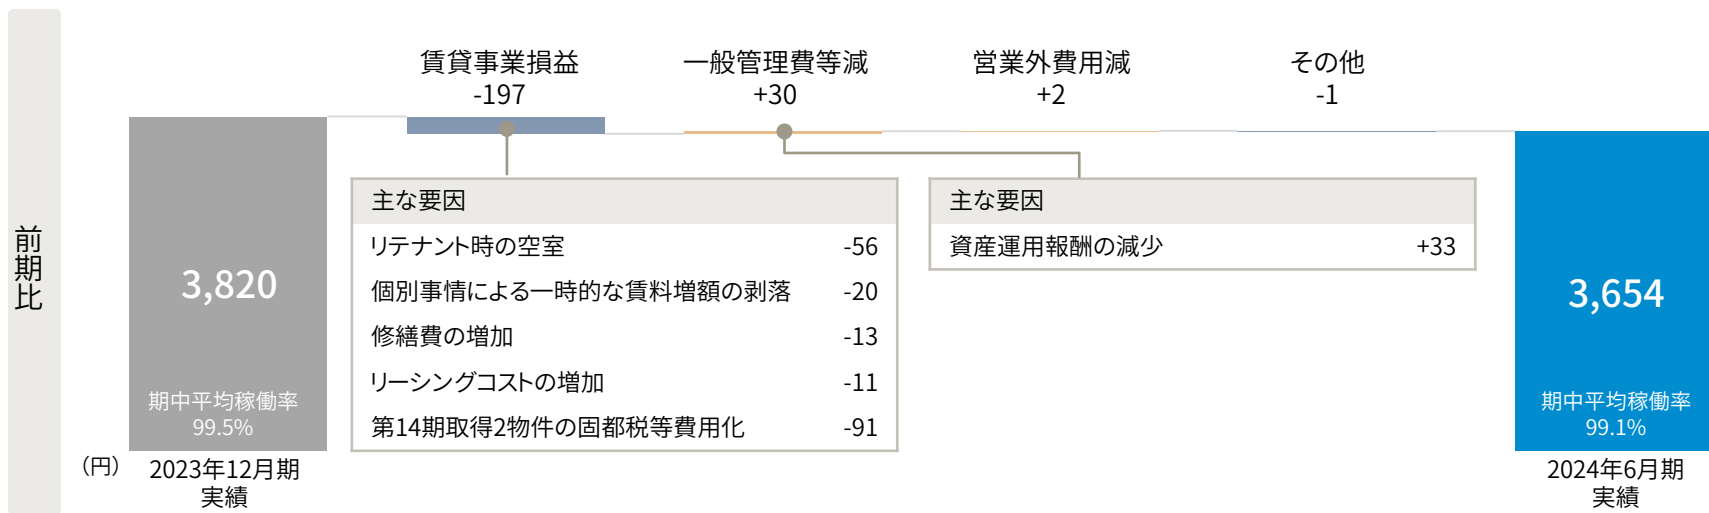 前期比
賃貸事業損益
-197
一般管理費等減
+30
営業外費用減
+2
その他
-1
3,820
期中平均稼働率
99.5%
(円)
2023年12月期
実績
主な要因
リテナント時の空室 -56
個別事情による一時的な賃料増額の剥落 -20
修繕費の増加 -13
リーシングコストの増加 -11
第14期取得2物件の固都税等費用化 -91
主な要因
資産運用報酬の減少 +33
3,654
期中平均稼働率
99.1%
2024年6月期
実績